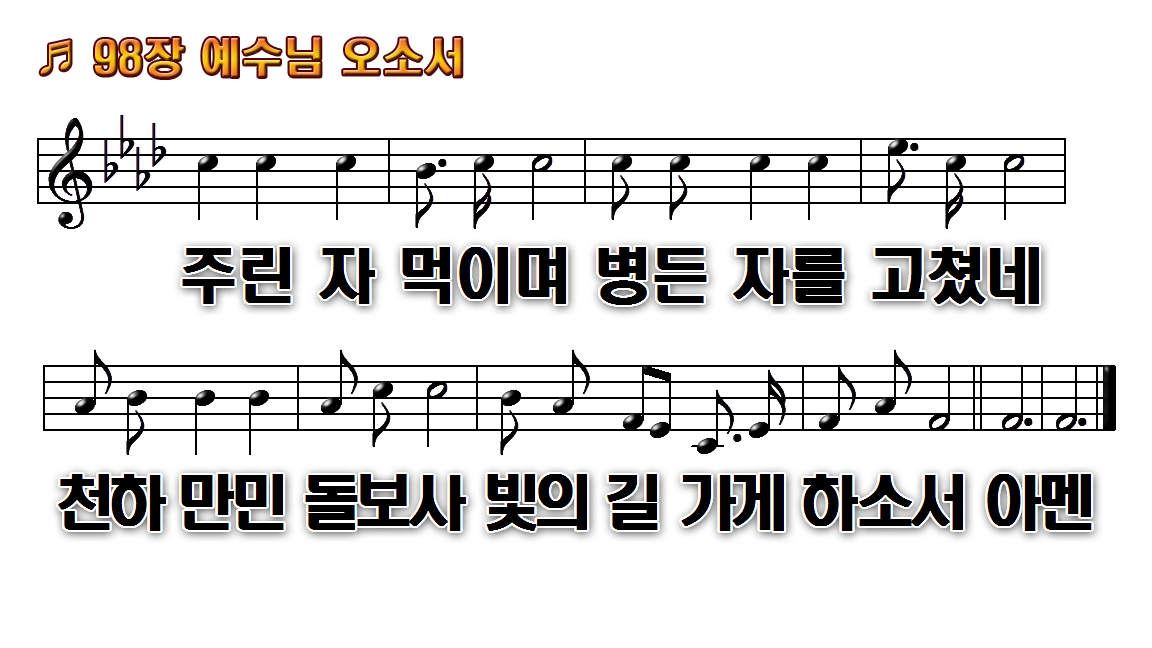 ♬ 98장 예수님 오소서
주린 자 먹이며 병든 자를 고쳤네
천하 만민 돌보사 빛의 길 가게 하소서 아멘